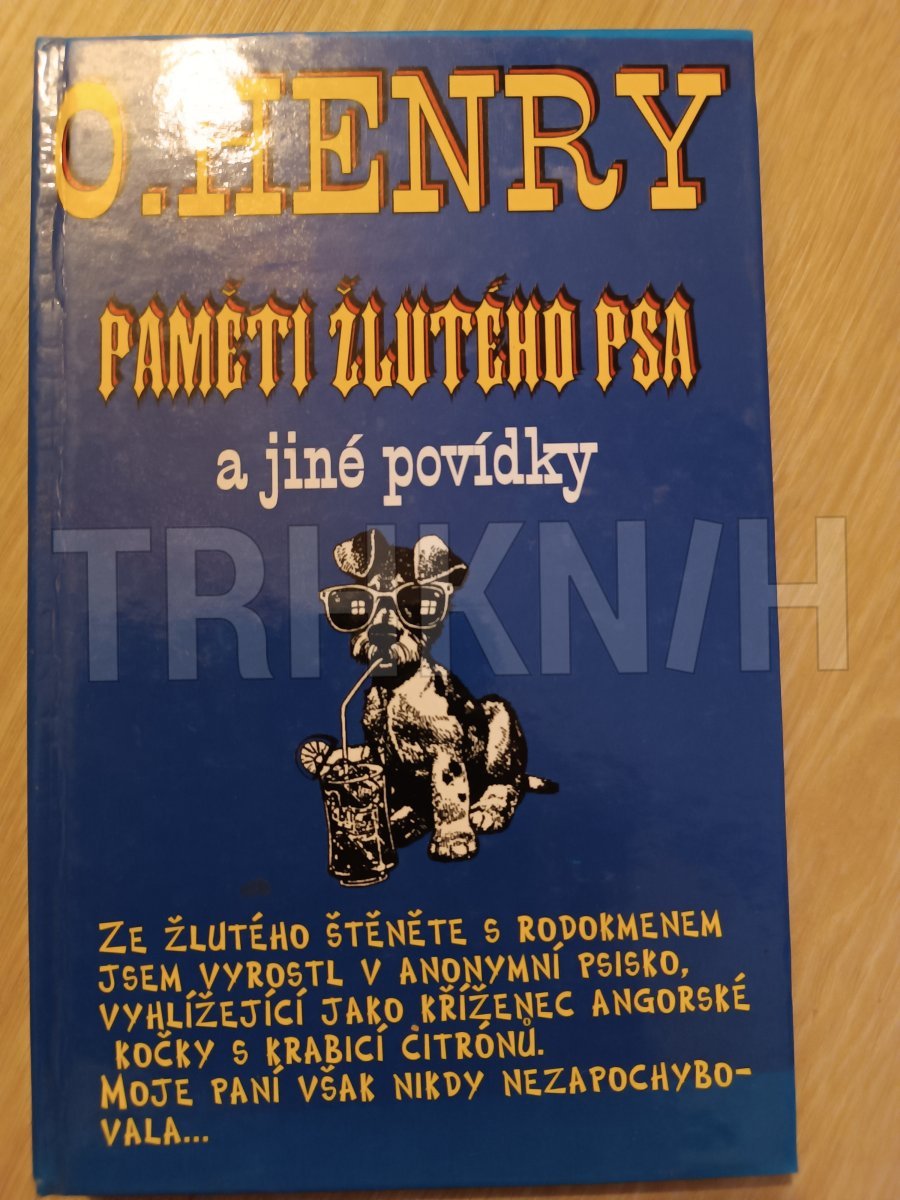 O. HENRY
PAMĚTI ŽLUTÉHO PSA
a jiné povídky
TRHKNIH
ZE ŽLUTÉHO ŠTĚNĚTE S RODOKMENEM
JSEM VYROSTL V ANONYMNÍ PSISKO,
VYHLÍŽEJÍCÍ JAKO KŘÍŽENEC ANGORSKÉ
KOČKY S KRABICÍ CITRÓNŮ.
MOJE PANÍ VŠAK NIKDY NEZAPOCHYBO-
VALA...